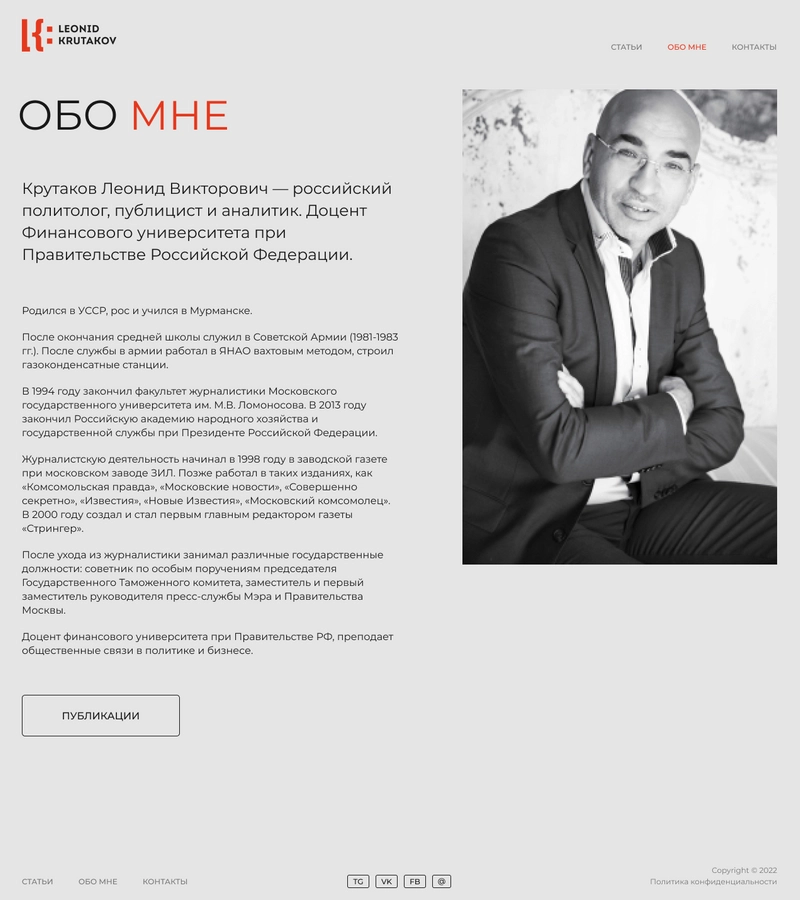 LEONID
KRUTAKOV
СТАТЬИ
ОБО МНЕ
КОНТАКТЫ
ОБО МНЕ
Крутаков Леонид Викторович — российский
политолог, публицист и аналитик. Доцент
Финансового университета при
Правительстве Российской Федерации.
Родился в УССР, рос и учился в Мурманске.
После окончания средней школы служил в Советской Армии (1981-1983
гг.). После службы в армии работал в ЯНАО вахтовым методом, строил
газоконденсатные станции.
В 1994 году закончил факультет журналистики Московского
государственного университета им. М.В. Ломоносова. В 2013 году
закончил Российскую академию народного хозяйства и
государственной службы при Президенте Российской Федерации.
Журналистскую деятельность начинал в 1998 году в заводской газете
при московском заводе ЗИЛ. Позже работал в таких изданиях, как
«Комсомольская правда», «Московские новости», «Совершенно
секретно», «Известия», «Новые Известия», «Московский комсомолец».
В 2000 году создал и стал первым главным редактором газеты
«Стрингер».
После ухода из журналистики занимал различные государственные
должности: советник по особым поручениям председателя
Государственного Таможенного комитета, заместитель и первый
заместитель руководителя пресс-службы Мэра и Правительства
Москвы.
Доцент финансового университета при Правительстве РФ, преподает
общественные связи в политике и бизнесе.
ПУБЛИКАЦИИ
СТАТЬИ
ОБО МНЕ
КОНТАКТЫ
TG
VK
FB
@
Copyright © 2022
Политика конфиденциальности